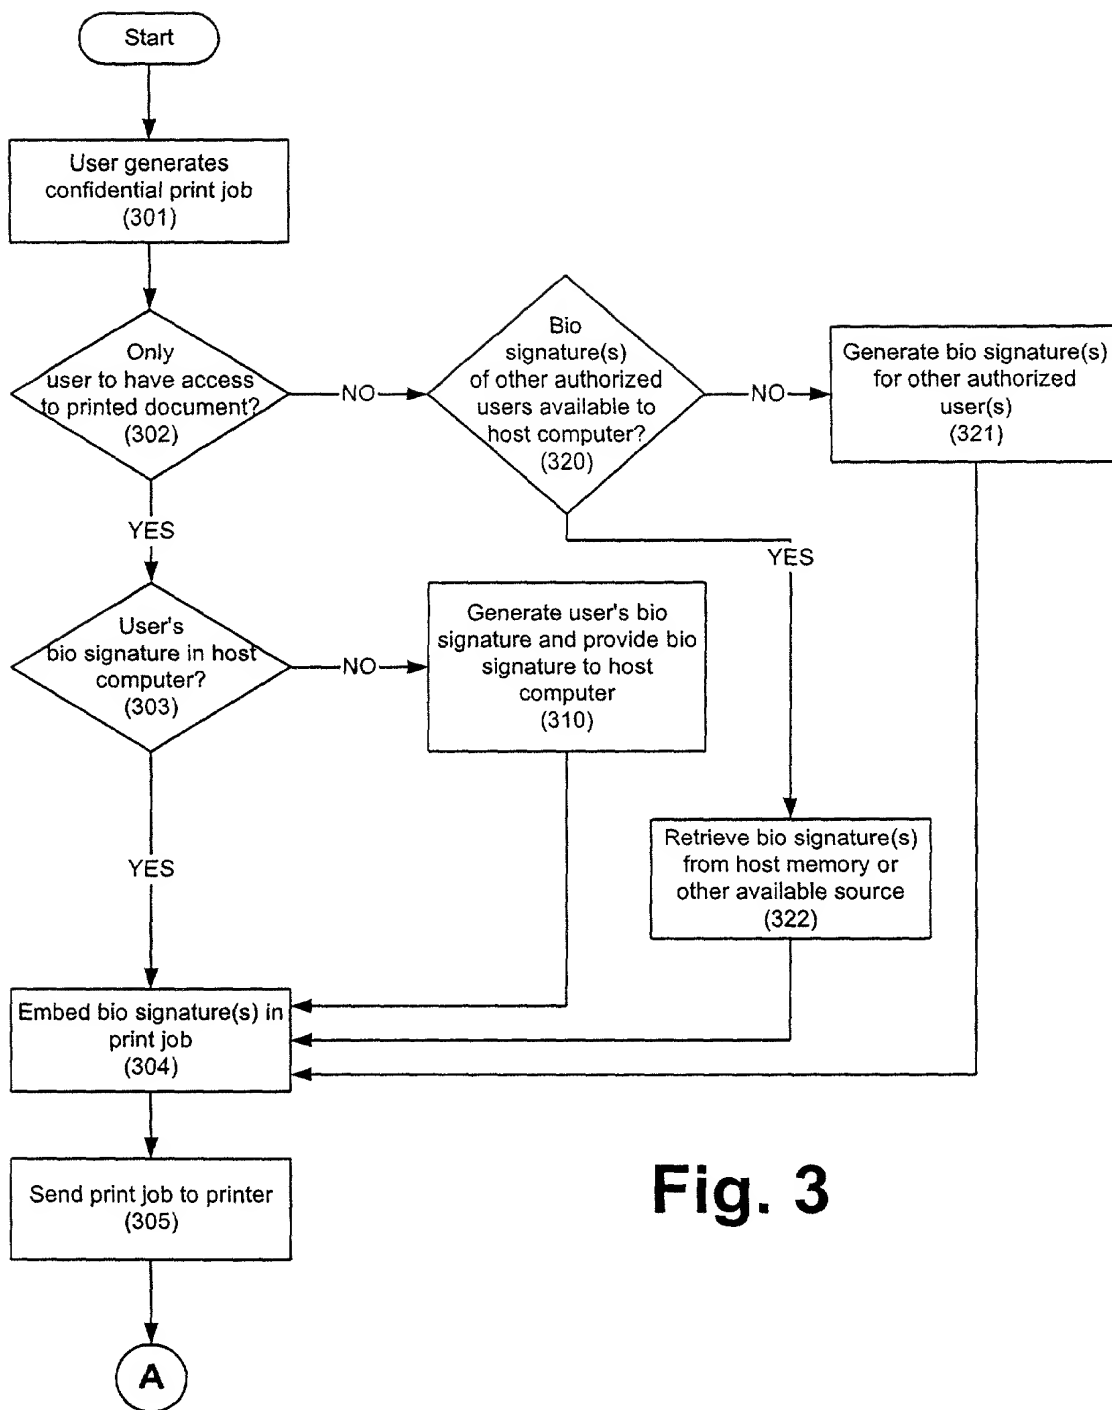 Start
User generates
confidential print job
(301)
Only
user to have access
to printed document?
(302)
NO
Bio
signature(s)
of other authorized
users available to
host computer?
(320)
NO
Generate bio signature(s)
for other authorized
user(s)
(321)
YES
YES
User's
bio signature in host
computer?
(303)
NO
Generate user's bio
signature and provide bio
signature to host
computer
(310)
YES
Retrieve bio signature(s)
from host memory or
other available source
(322)
Embed bio signature(s) in
print job
(304)
Send print job to printer
(305)
Fig. 3
A